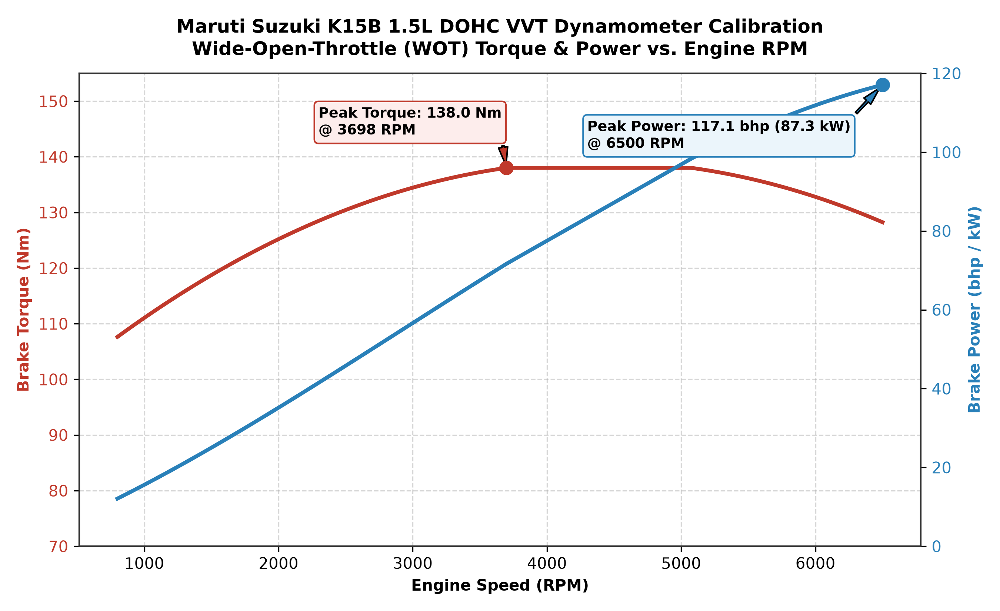 Maruti Suzuki K15B 1.5L DOHC VVT Dynamometer Calibration
Wide-Open-Throttle (WOT) Torque & Power vs. Engine RPM
Brake Torque (Nm)
150
140
130
120
110
100
90
80
70
Peak Torque: 138.0 Nm
@ 3698 RPM
Peak Power: 117.1 bhp (87.3 kW)
@ 6500 RPM
120
100
80
60
40
20
0
Brake Power (bhp / kW)
1000 2000 3000 4000 5000 6000
Engine Speed (RPM)